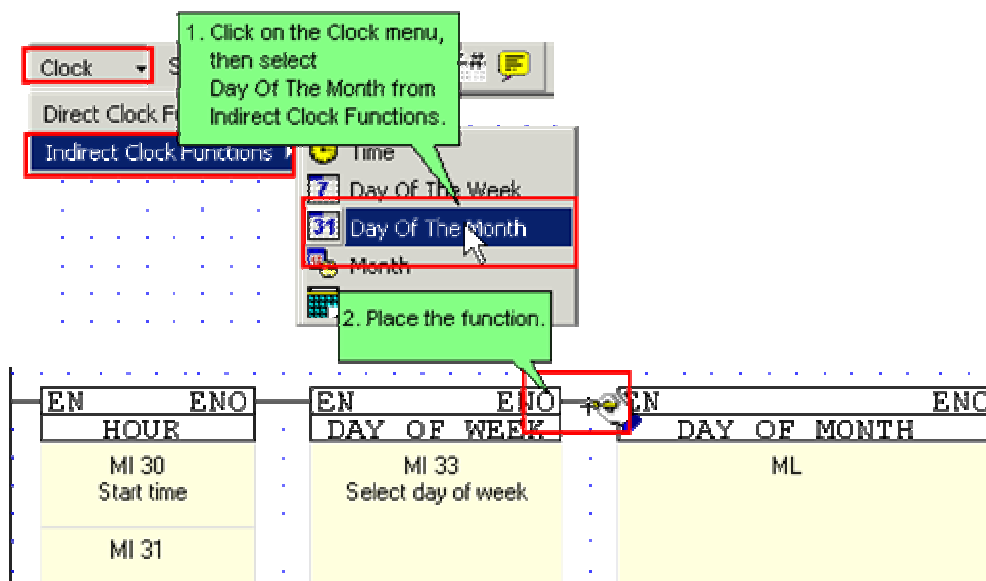 1. Click on the Clock menu,
then select
Day Of The Month from
Indirect Clock Functions.
Clock
S
#
Direct Clock F
Indirect Clock Functions
Time
7
Day Of The Week
31
Day Of The Month
Month
2. Place the function.
EN ENO
HOUR
MI 30
Start time
MI 31
EN ENO
DAY OF WEEK
MI 33
Select day of week
EN ENO
DAY OF MONTH
ML